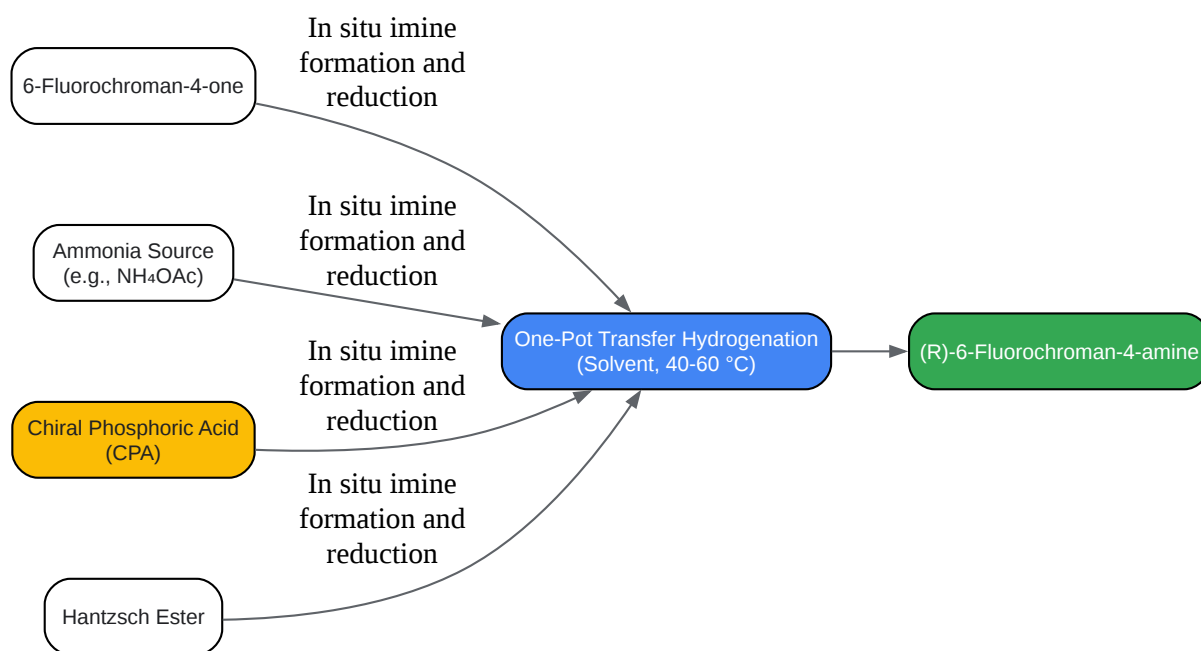 In situ imine
formation and
reduction
6-Fluorochroman-4-one
In situ imine
formation and
reduction
Ammonia Source
(e.g., NH₄OAc)
One-Pot Transfer Hydrogenation
(Solvent, 40-60 °C)
(R)-6-Fluorochroman-4-amine
In situ imine
formation and
reduction
Chiral Phosphoric Acid
(CPA)
In situ imine
formation and
reduction
Hantzsch Ester